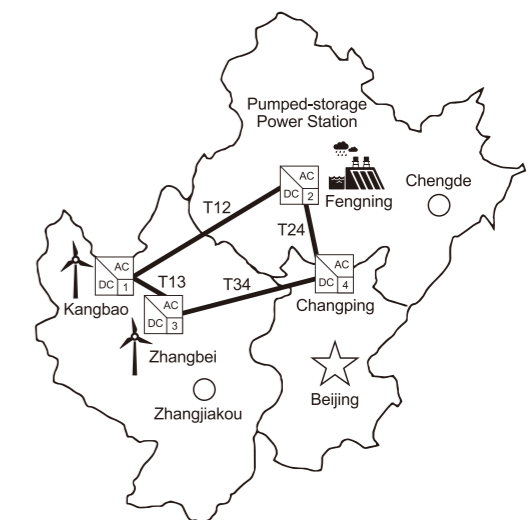 Pumped-storage
Power Station
AC
DC 2
Fengning
Chengde
T12
T24
AC
DC 1
Kangbao
T13
AC
DC 3
T34
AC
DC 4
Changping
Zhangbei
Zhangjiakou
Beijing